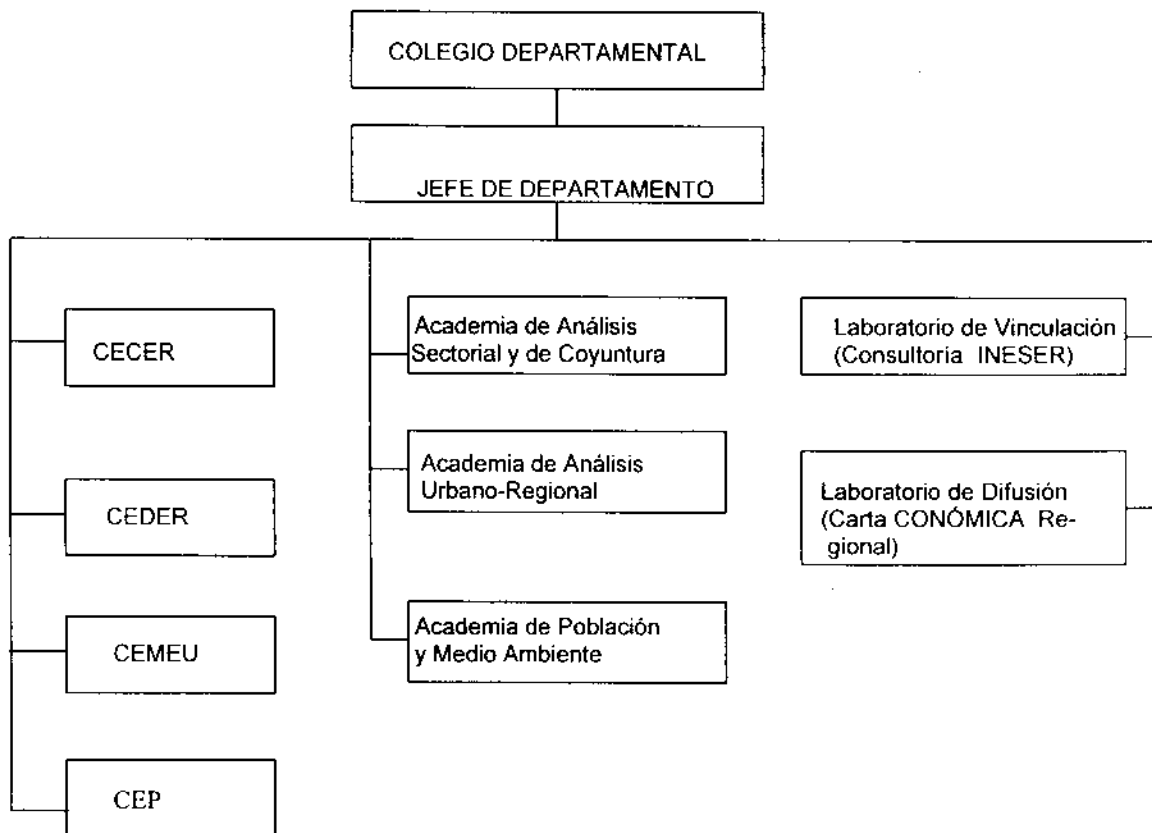 COLEGIO DEPARTAMENTAL
JEFE DE DEPARTAMENTO
CECER
CEDER
CEMEU
CEP
Academia de Análisis
Sectorial y de Coyuntura
Academia de Análisis
Urbano-Regional
Academia de Población
y Medio Ambiente
Laboratorio de Vinculación
(Consultoria INESER)
Laboratorio de Difusión
(Carta CONÓMICA Re-
gional)